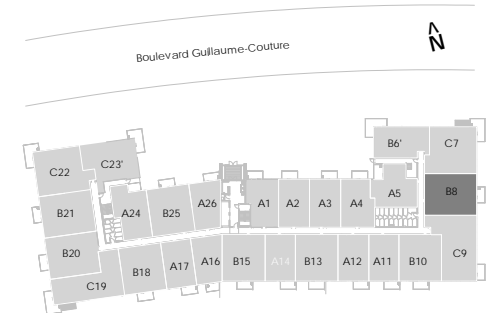 Boulevard Guillaume-Couture
N
B6'
C7
C22
C23'
A5
B8
B21
A24
B25
A26
A1
A2
A3
A4
B20
C19
B18
A17
A16
B15
A14
B13
A12
A11
B10
C9